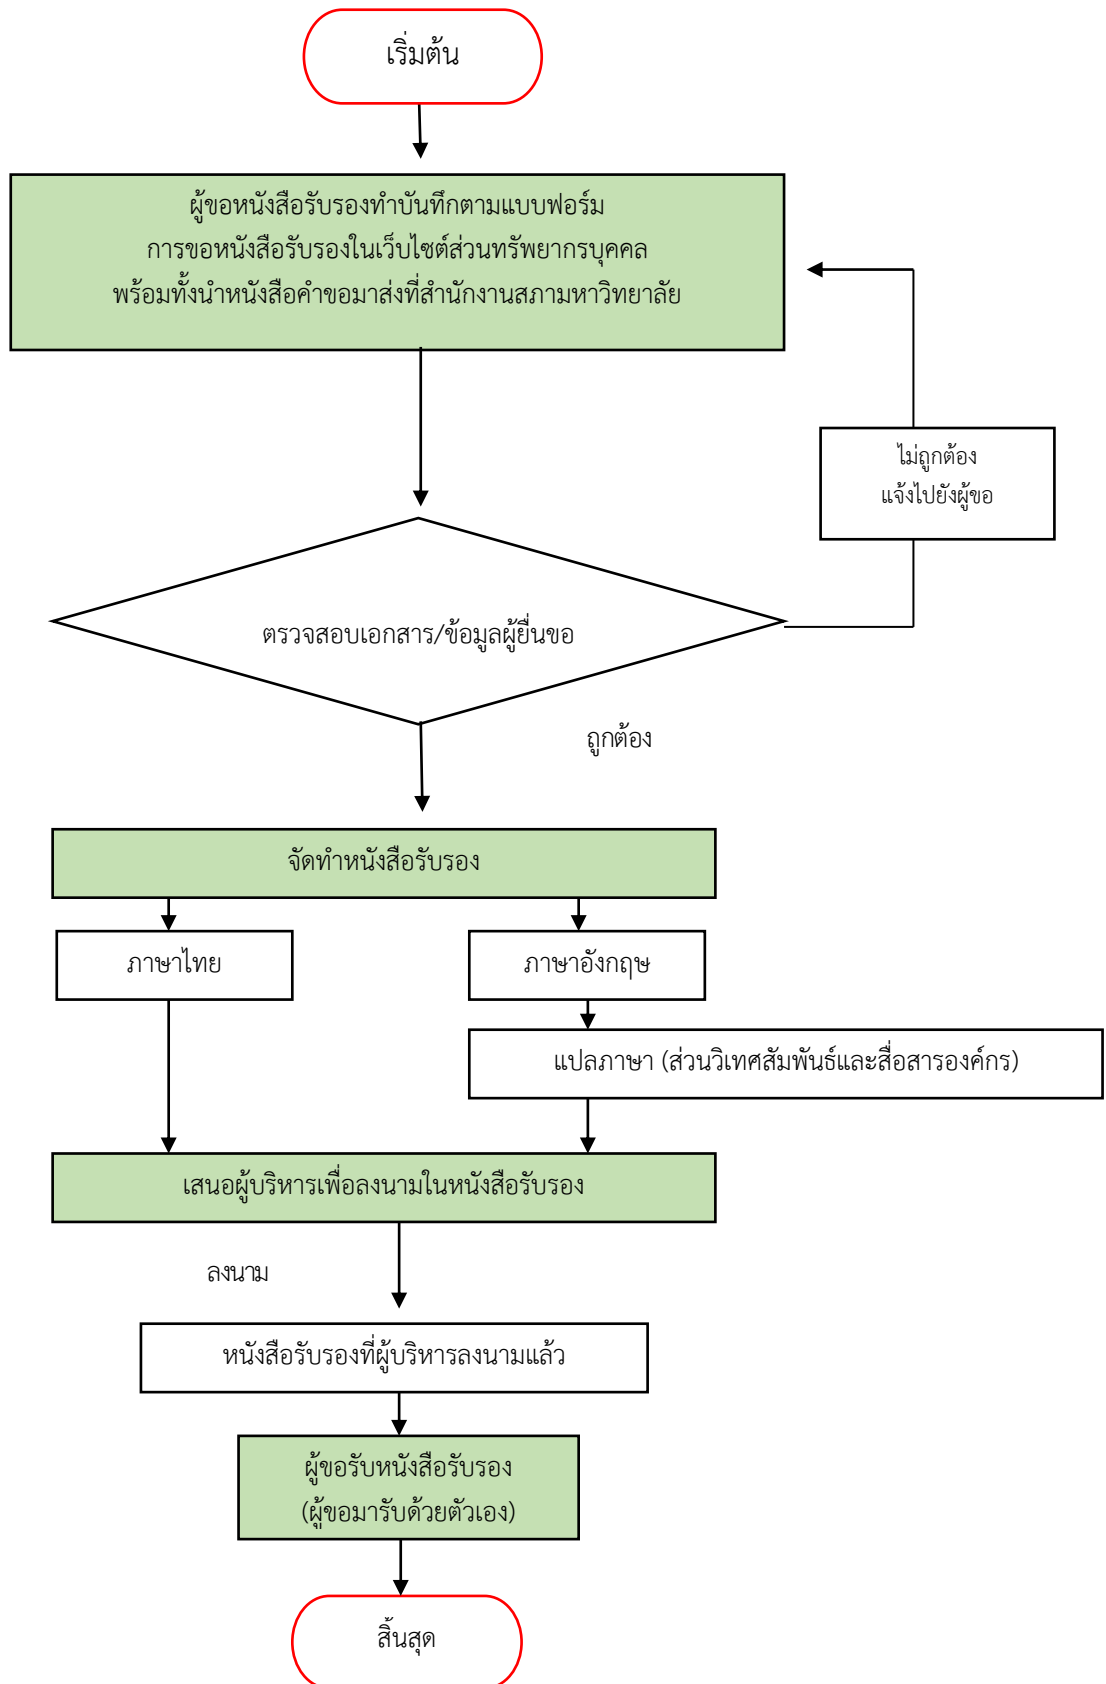 เริ่มต้น
ผู้ขอหนังสือรับรองทำบันทึกตามแบบฟอร์ม
การขอหนังสือรับรองในเว็บไซต์ส่วนทรัพยากรบุคคล
พร้อมทั้งนำหนังสือคำขอมาส่งที่สำนักงานสภามหาวิทยาลัย
ไม่ถูกต้อง
แจ้งไปยังผู้ขอ
ตรวจสอบเอกสาร/ข้อมูลผู้ยื่นขอ
ถูกต้อง
จัดทำหนังสือรับรอง
ภาษาไทย
ภาษาอังกฤษ
แปลภาษา (ส่วนวิเทศสัมพันธ์และสื่อสารองค์กร)
เสนอผู้บริหารเพื่อลงนามในหนังสือรับรอง
ลงนาม
หนังสือรับรองที่ผู้บริหารลงนามแล้ว
ผู้ขอรับหนังสือรับรอง
(ผู้ขอมารับด้วยตัวเอง)
สิ้นสุด